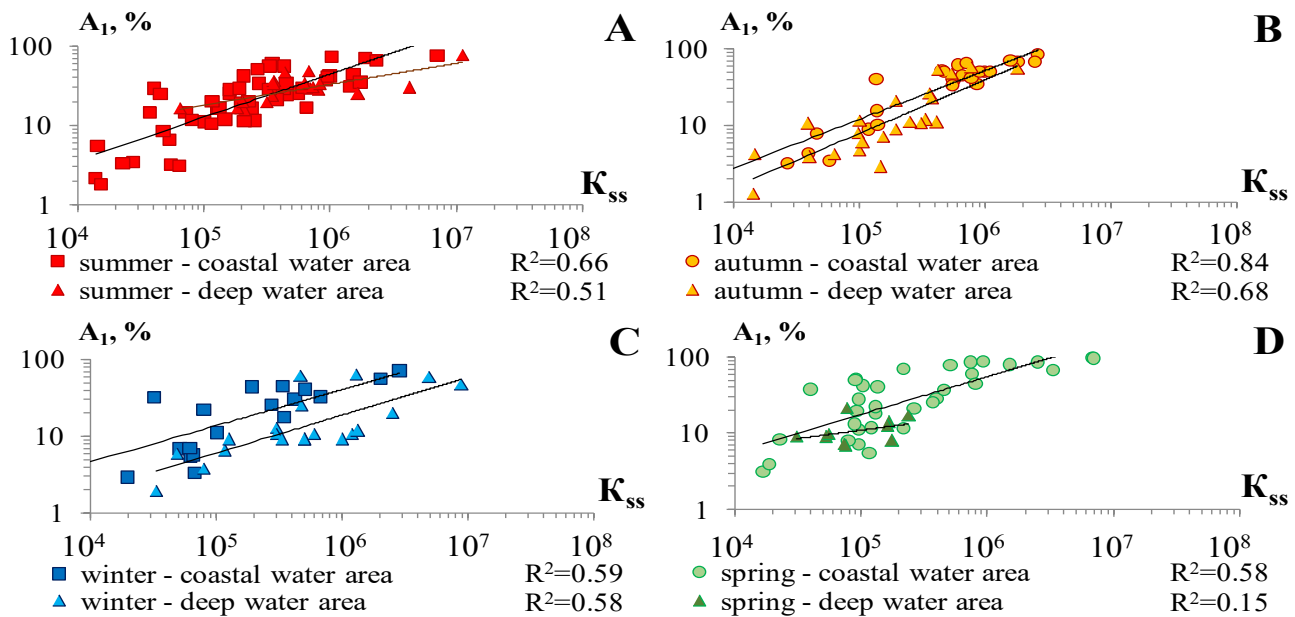 A₁, %
A
100
10
1
Kss
10⁴ 10⁵ 10⁶ 10⁷ 10⁸
summer - coastal water area R²=0.66
summer - deep water area R²=0.51
A₁, %
B
100
10
1
Kss
10⁴ 10⁵ 10⁶ 10⁷ 10⁸
autumn - coastal water area R²=0.84
autumn - deep water area R²=0.68
A₁, %
C
100
10
1
Kss
10⁴ 10⁵ 10⁶ 10⁷ 10⁸
winter - coastal water area R²=0.59
winter - deep water area R²=0.58
A₁, %
D
100
10
1
Kss
10⁴ 10⁵ 10⁶ 10⁷ 10⁸
spring - coastal water area R²=0.58
spring - deep water area R²=0.15